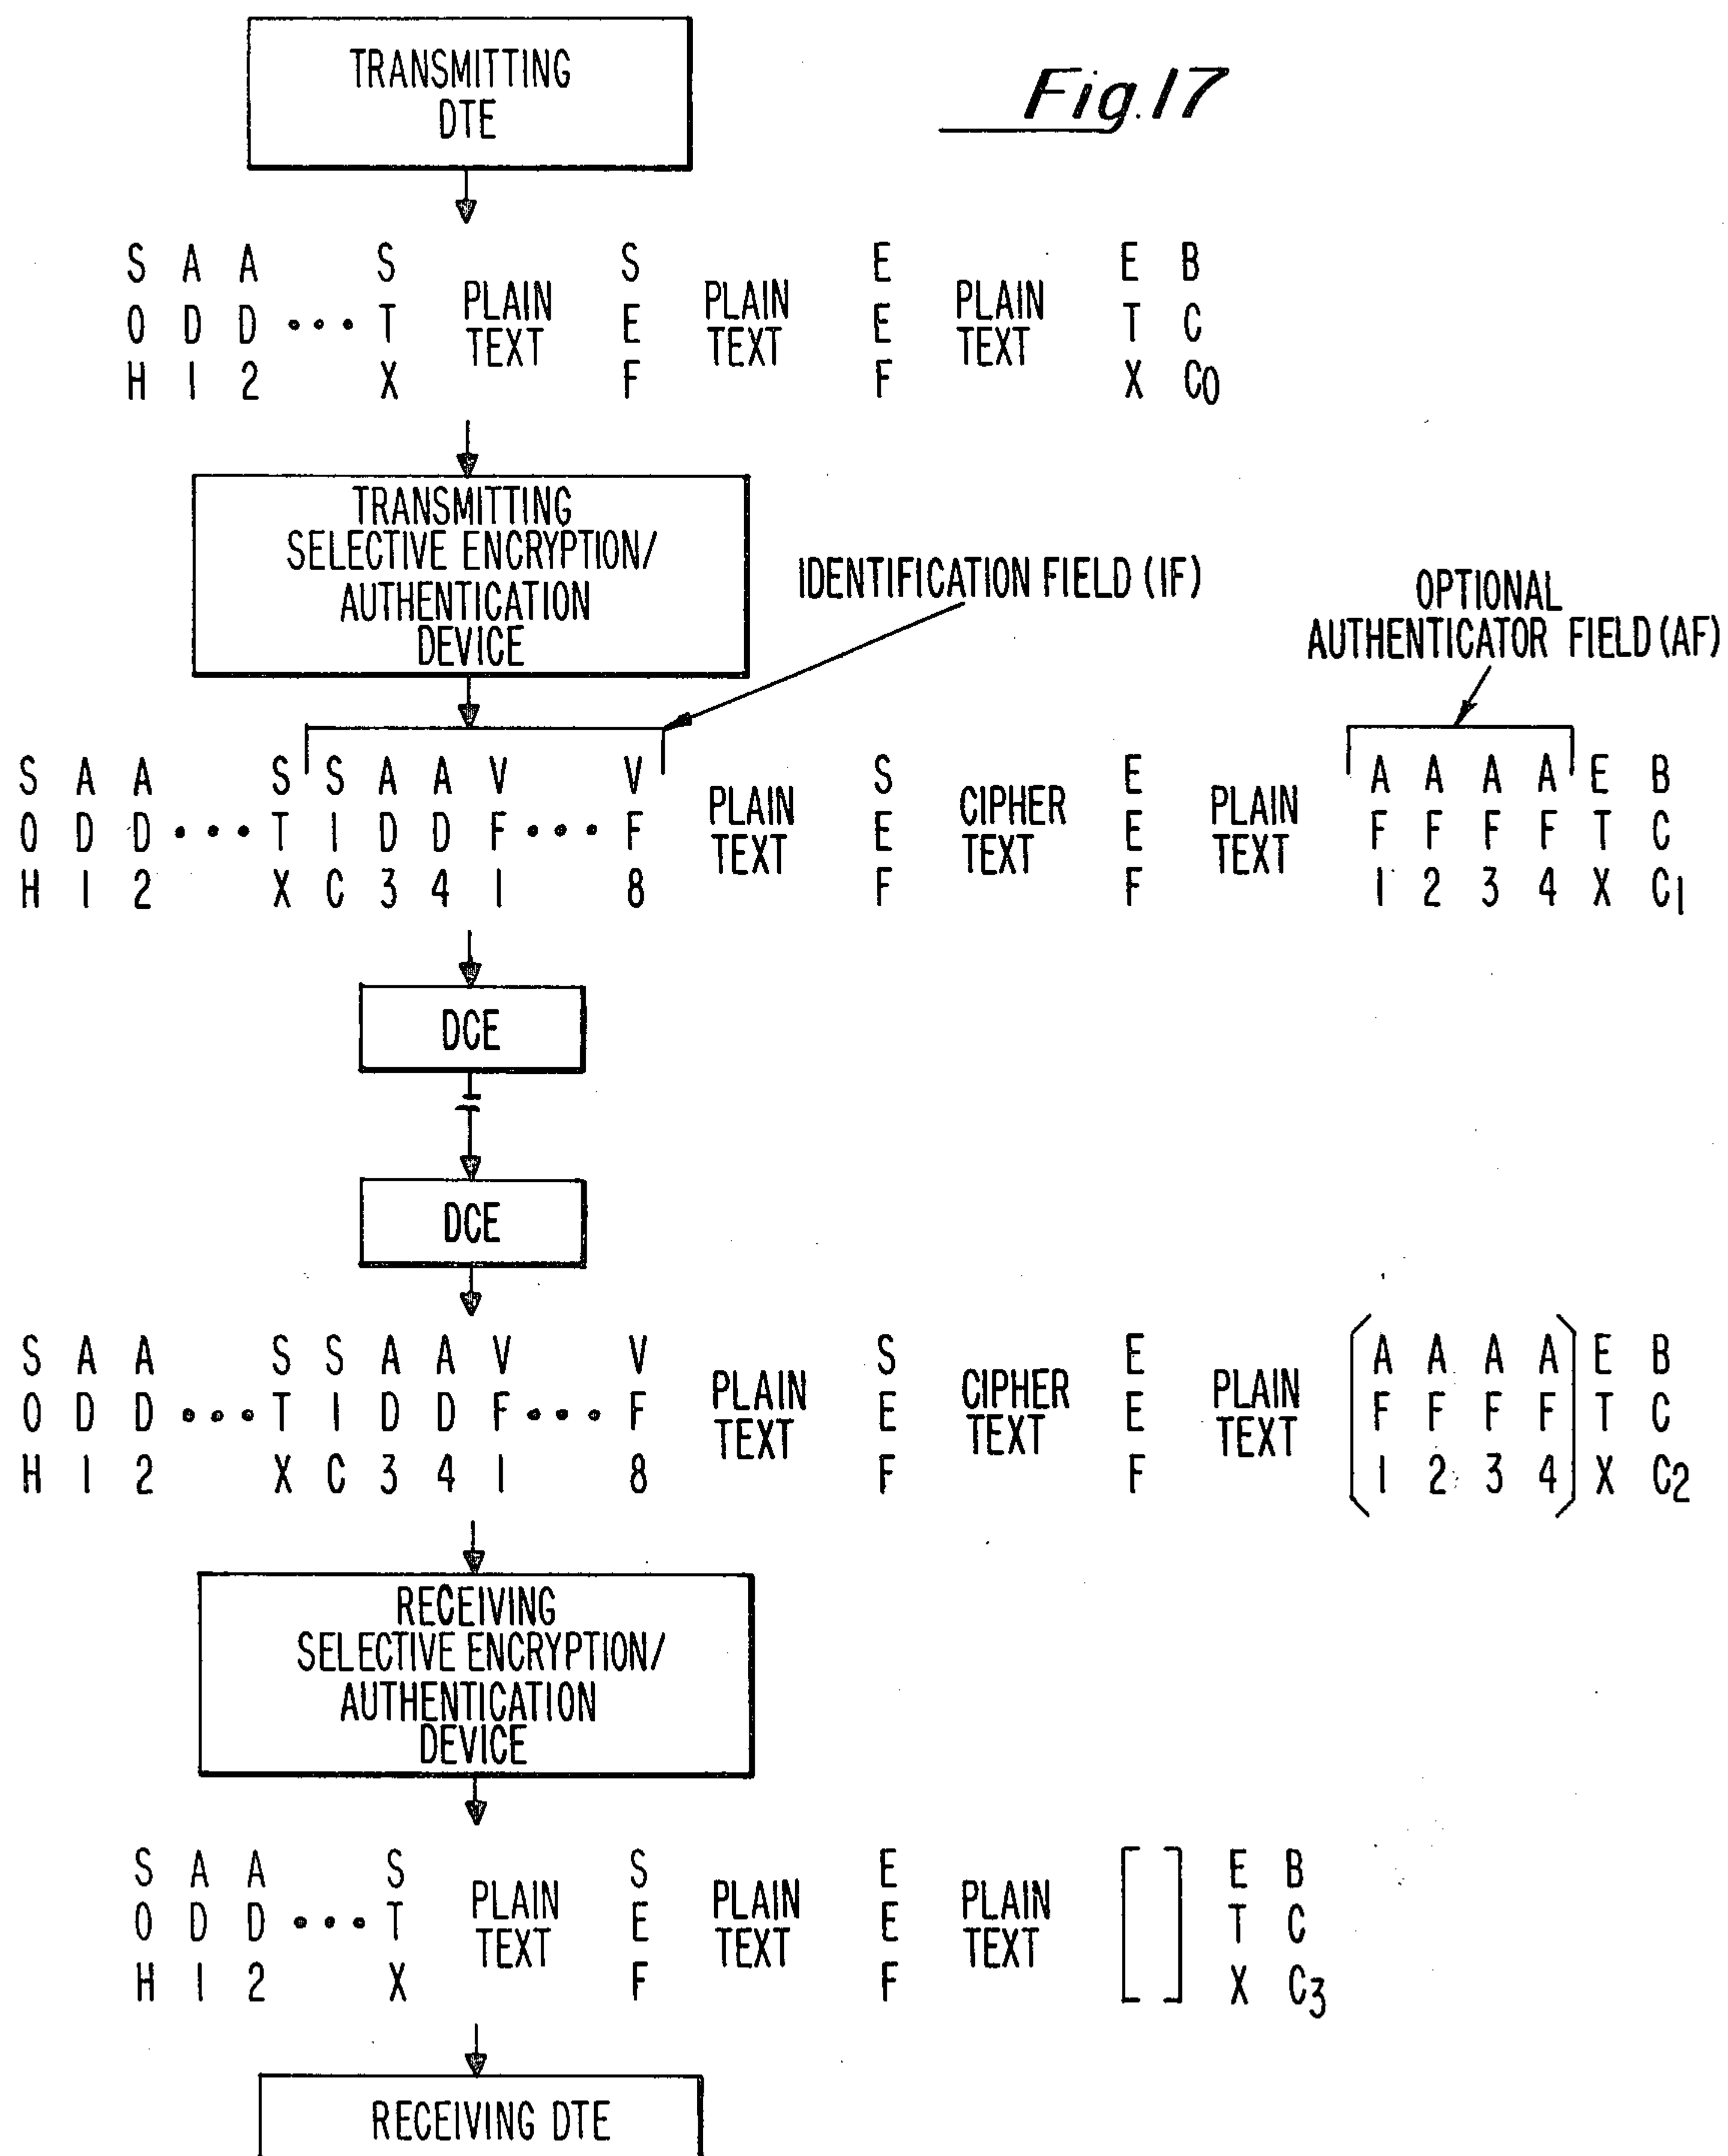 Fig. 17
TRANSMITTING
DTE
S A A S S E E B
O D D • • • T PLAIN TEXT E PLAIN TEXT E PLAIN TEXT T C
H 1 2 X F F X C0
TRANSMITTING
SELECTIVE ENCRYPTION/
AUTHENTICATION
DEVICE
IDENTIFICATION FIELD (IF)
OPTIONAL
AUTHENTICATOR FIELD (AF)
S A A S S A A V V S E A A A A E B
O D D • • • T I D D F • • • F PLAIN TEXT E CIPHER TEXT E PLAIN TEXT F F F F T C
H 1 2 X C 3 4 1 8 F F 1 2 3 4 X C1
DCE
DCE
S A A S S A A V V S E A A A A E B
O D D • • • T I D D F • • • F PLAIN TEXT E CIPHER TEXT E PLAIN TEXT F F F F T C
H 1 2 X C 3 4 1 8 F F 1 2 3 4 X C2
RECEIVING
SELECTIVE ENCRYPTION/
AUTHENTICATION
DEVICE
S A A S S E E B
O D D • • • T PLAIN TEXT E PLAIN TEXT E PLAIN TEXT [ ] T C
H 1 2 X F F X C3
RECEIVING DTE